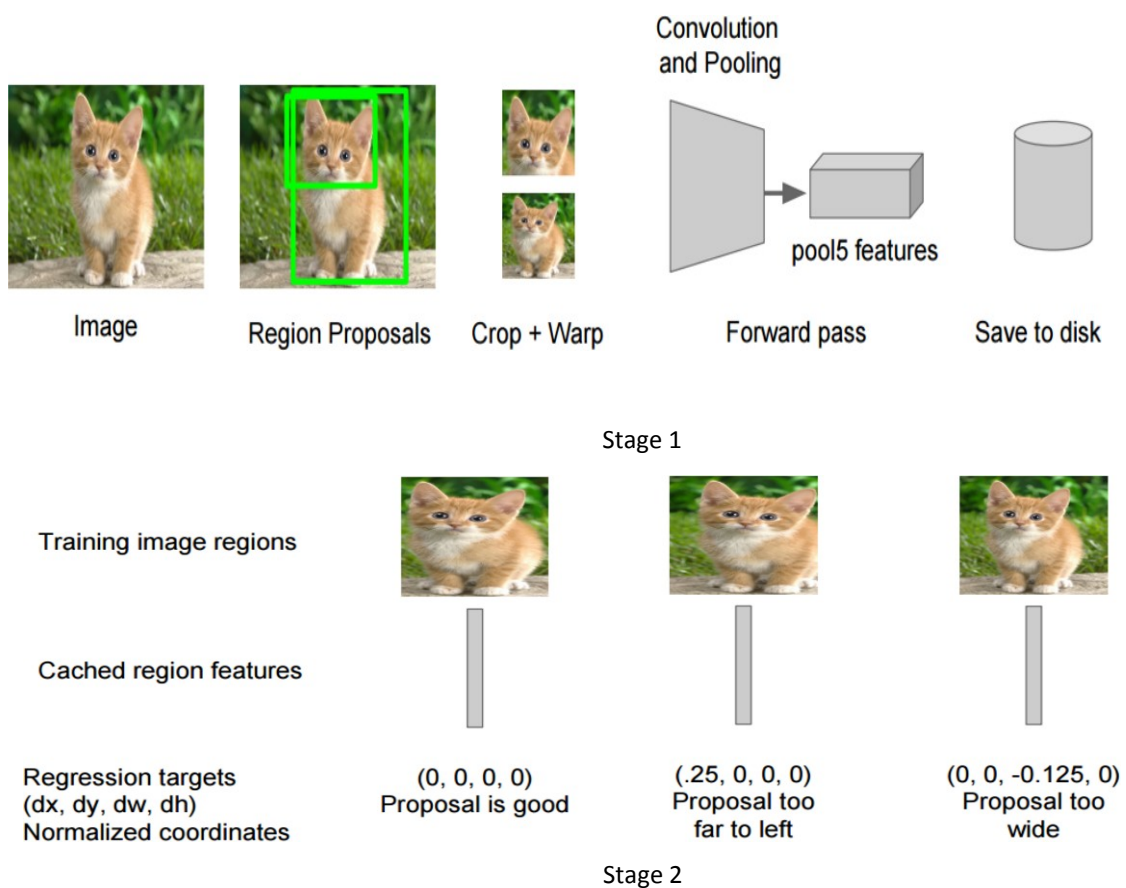 Convolution
and Pooling
pool5 features
Image
Region Proposals
Crop + Warp
Forward pass
Save to disk
Stage 1
Training image regions
Cached region features
Regression targets
(dx, dy, dw, dh)
Normalized coordinates
(0, 0, 0, 0)
Proposal is good
(.25, 0, 0, 0)
Proposal too
far to left
(0, 0, -0.125, 0)
Proposal too
wide
Stage 2